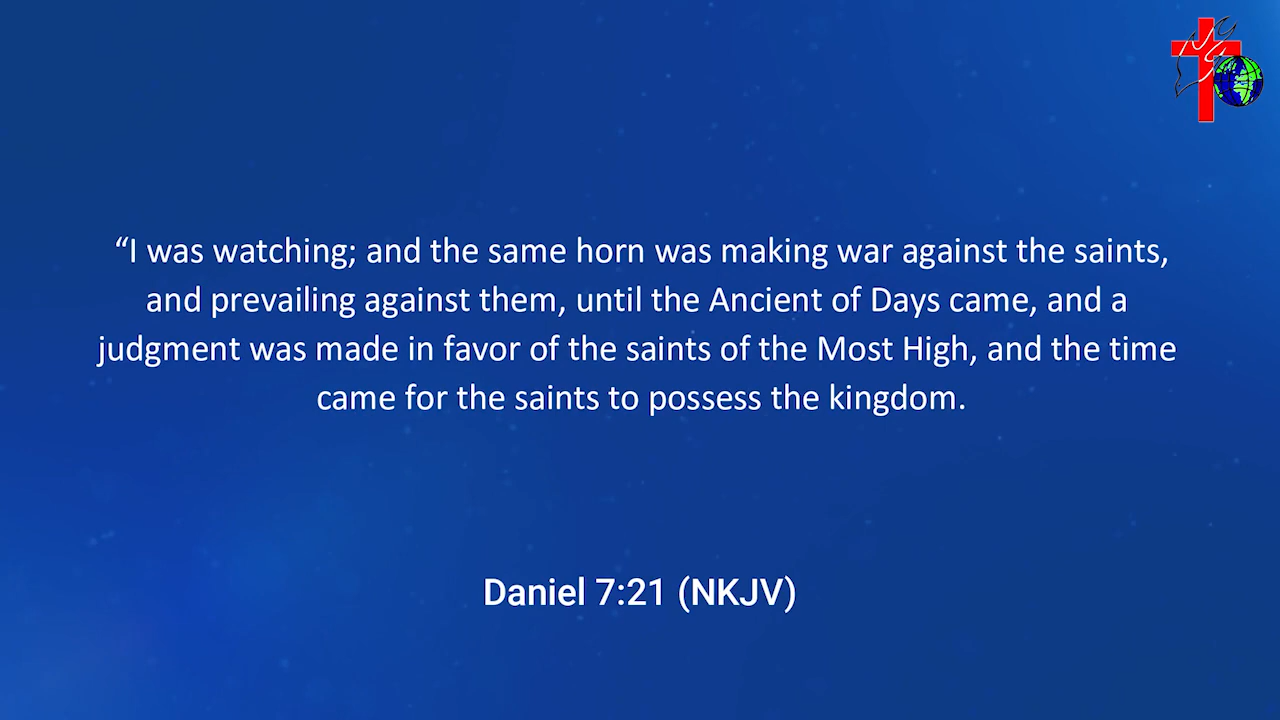 “I was watching; and the same horn was making war against the saints,
and prevailing against them, until the Ancient of Days came, and a
judgment was made in favor of the saints of the Most High, and the time
came for the saints to possess the kingdom.
Daniel 7:21 (NKJV)